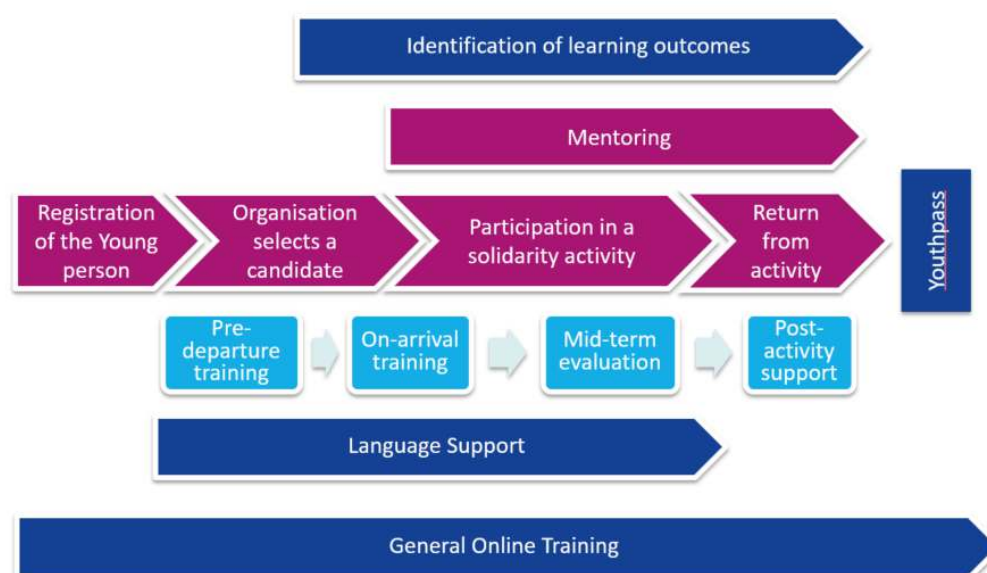 Identification of learning outcomes
Mentoring
Registration
of the Young
person
Organisation
selects a
candidate
Participation in a
solidarity activity
Return
from
activity
Youthpass
Pre-
departure
training
On-arrival
training
Mid-term
evaluation
Post-
activity
support
Language Support
General Online Training